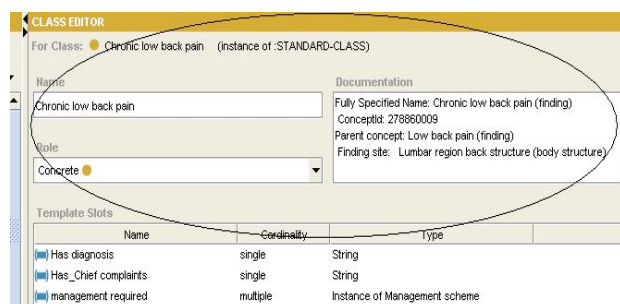 CLASS EDITOR
For Class: Chronic low back pain (instance of :STANDARD-CLASS)
Name
Documentation
Chronic low back pain
Fully Specified Name: Chronic low back pain (finding)
ConceptId: 278860009
Parent concept: Low back pain (finding)
Finding site: Lumbar region back structure (body structure)
Role
Concrete
Template Slots
Name Cardinality Type
Has diagnosis single String
Has_Chief complaints single String
management required multiple Instance of Management scheme